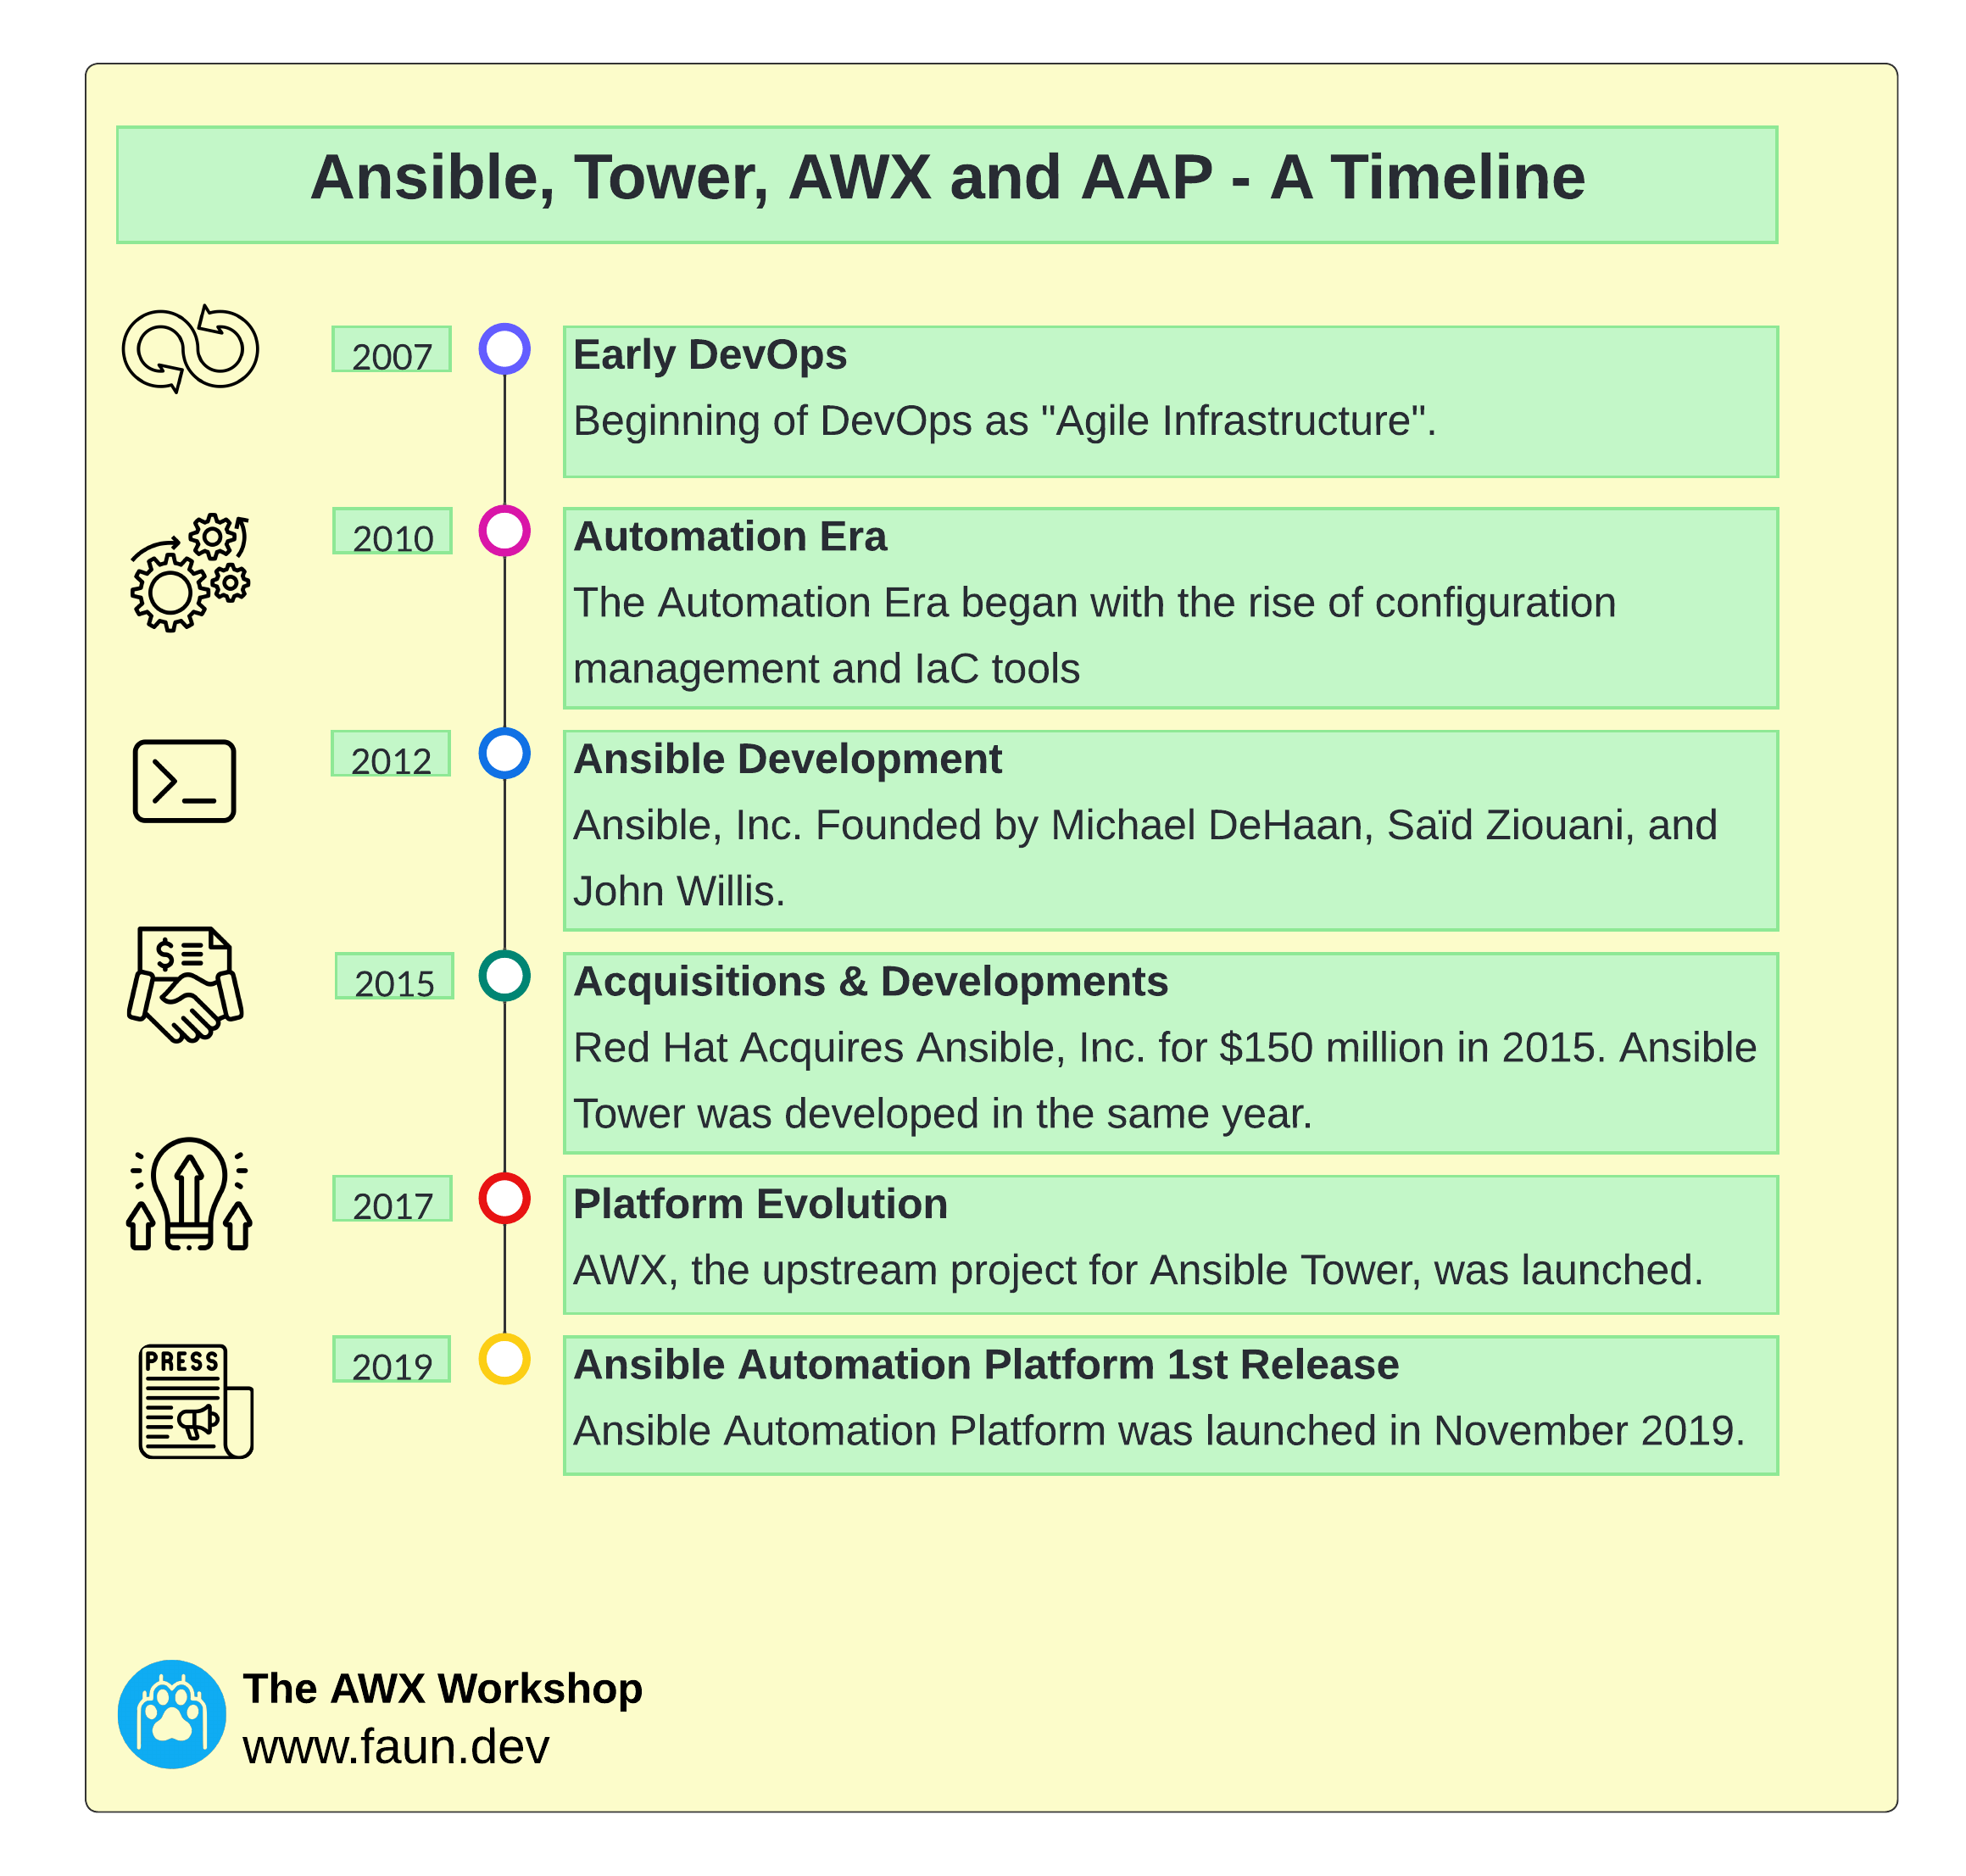 Ansible, Tower, AWX and AAP - A Timeline
2007
Early DevOps
Beginning of DevOps as "Agile Infrastructure".
2010
Automation Era
The Automation Era began with the rise of configuration
management and IaC tools
2012
Ansible Development
Ansible, Inc. Founded by Michael DeHaan, Saïd Ziouani, and
John Willis.
2015
Acquisitions & Developments
Red Hat Acquires Ansible, Inc. for $150 million in 2015. Ansible
Tower was developed in the same year.
2017
Platform Evolution
AWX, the upstream project for Ansible Tower, was launched.
PRESS
2019
Ansible Automation Platform 1st Release
Ansible Automation Platform was launched in November 2019.
The AWX Workshop
www.faun.dev